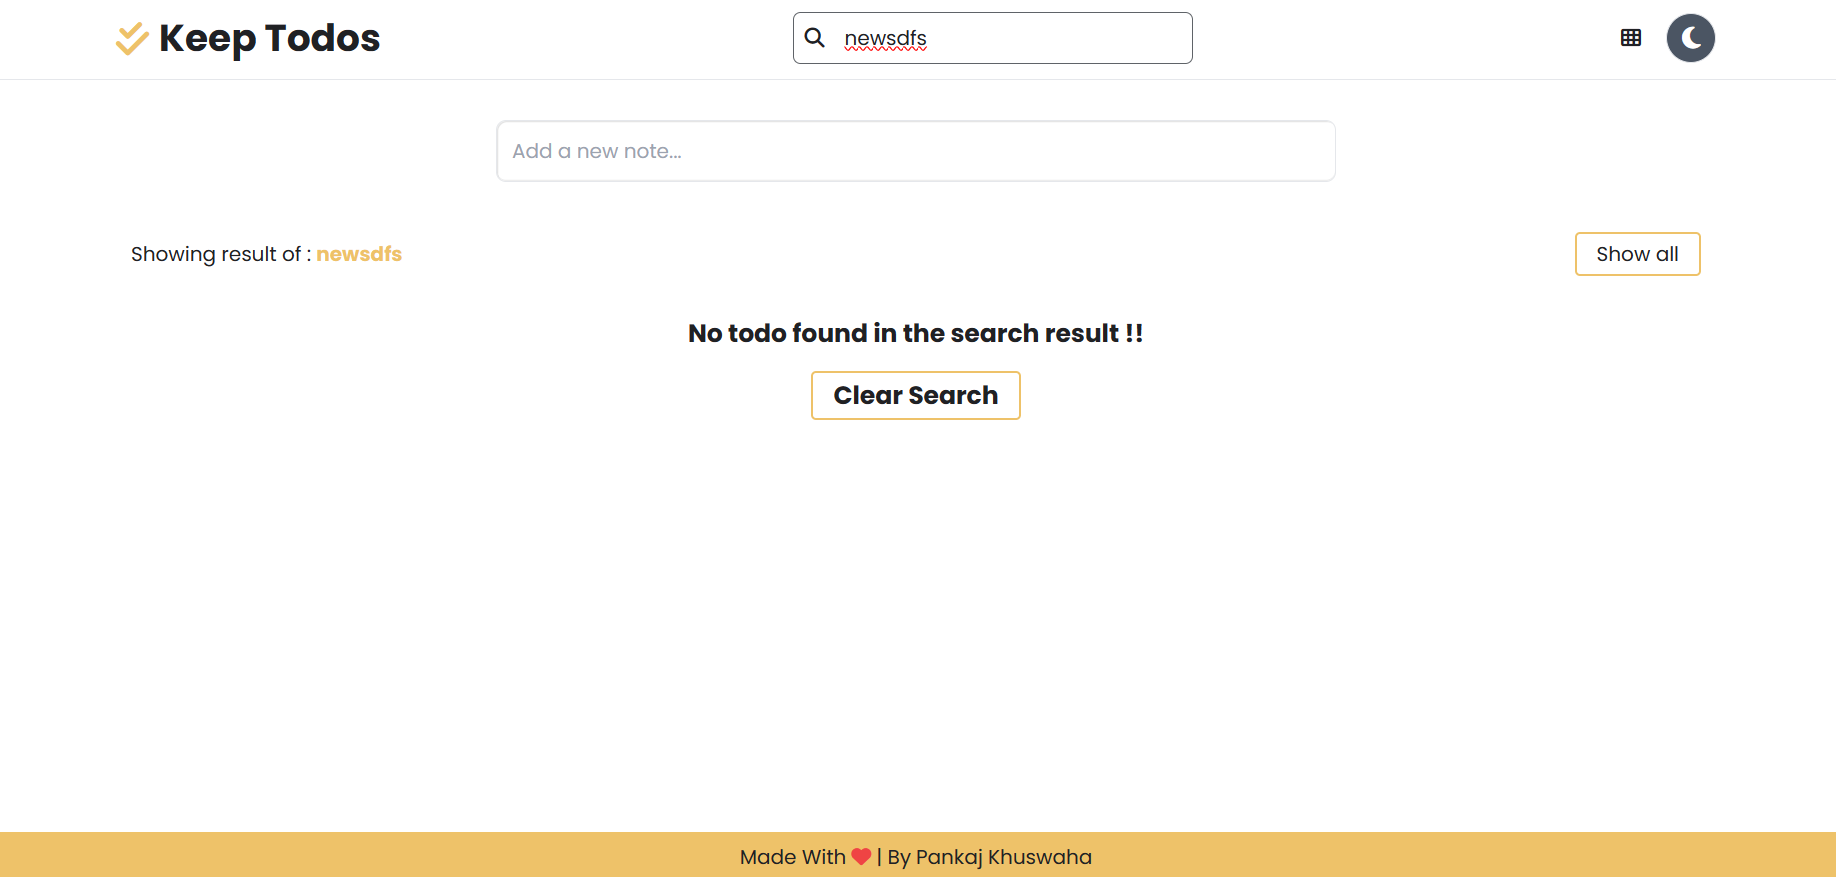 Keep Todos
newsdfs
Add a new note...
Showing result of : newsdfs
Show all
No todo found in the search result !!
Clear Search
Made With ❤ | By Pankaj Khuswaha